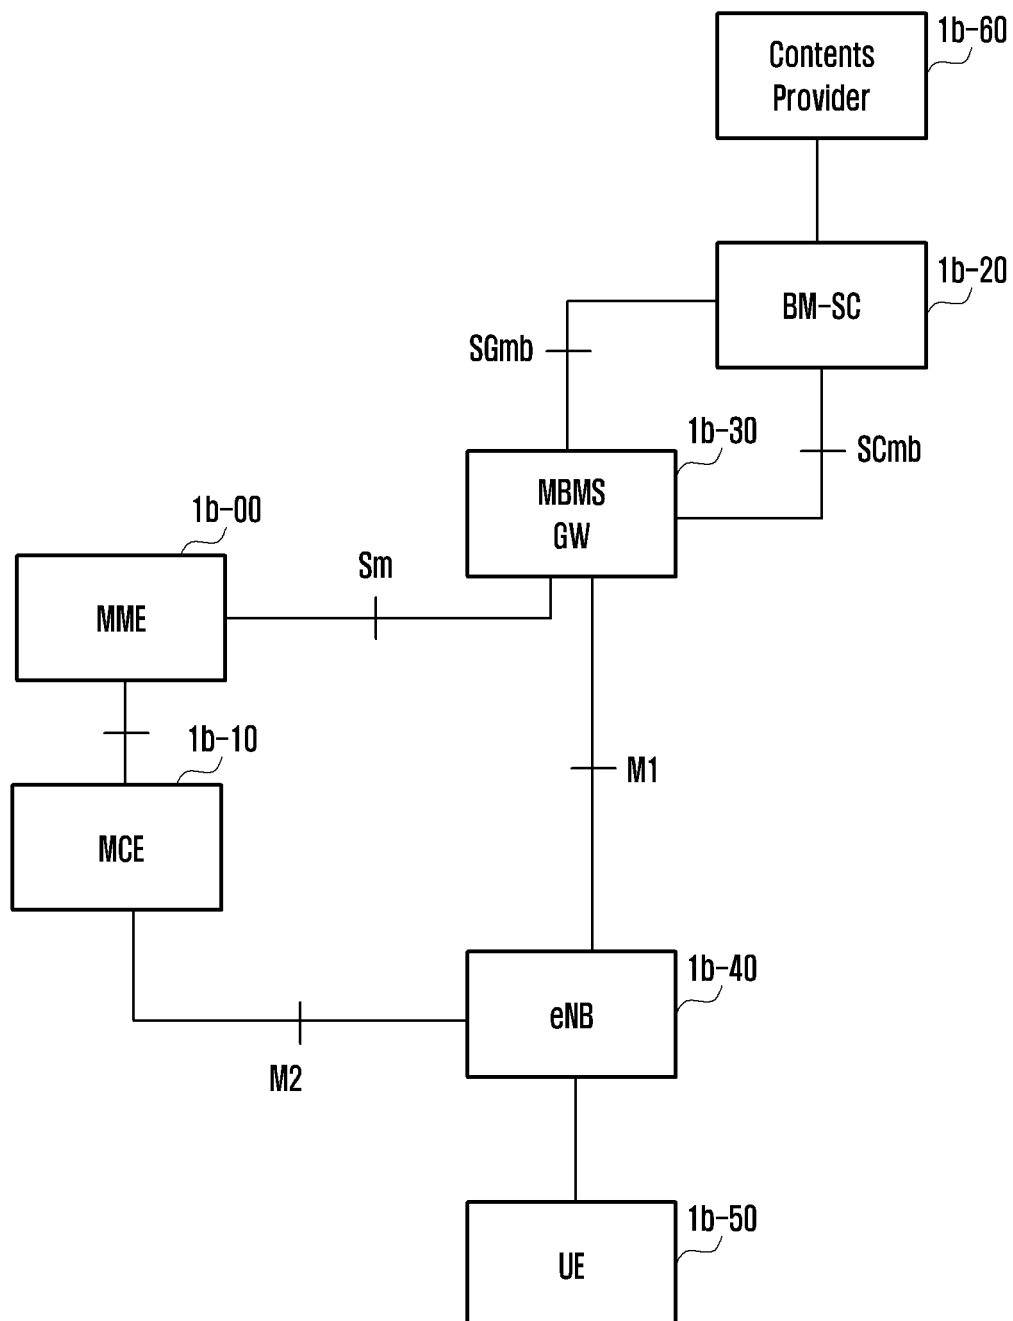 1b-60
Contents
Provider
1b-20
BM-SC
SGmb
1b-30
SCmb
MBMS
GW
1b-00
Sm
MME
1b-10
M1
MCE
1b-40
eNB
M2
1b-50
UE